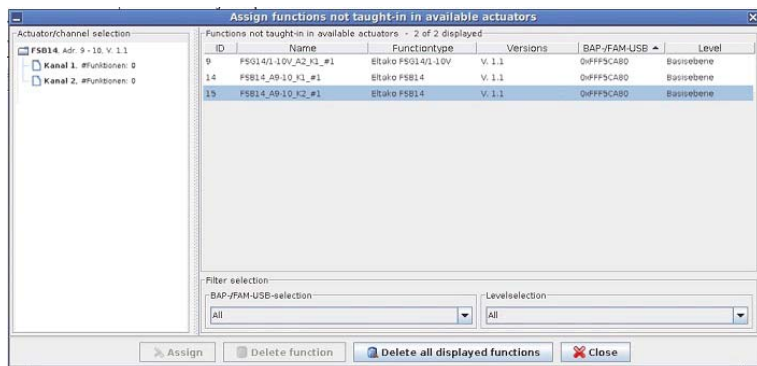 Assign functions not taught-in in available actuators
Actuator/channel selection
FSB14, Adr. 9 - 10, V. 1.1
Kanal 1, #Funktionen: 0
Kanal 2, #Funktionen: 0
Functions not taught-in in available actuators - 2 of 2 displayed
ID Name Functiontype Versions BAP-/FAM-USB Level
9 FSG14/1-10V_A2_K1_#1 Eltako FSG14/1-10V V. 1.1 0xFFF5CA80 Basisebene
14 FSB14_A9-10_K1_#1 Eltako FSB14 V. 1.1 0xFFF5CA80 Basisebene
15 FSB14_A9-10_K2_#1 Eltako FSB14 V. 1.1 0xFFF5CA80 Basisebene
Filter selection
BAP-/FAM-USB-selection Levelselection
All All
Assign Delete function Delete all displayed functions Close